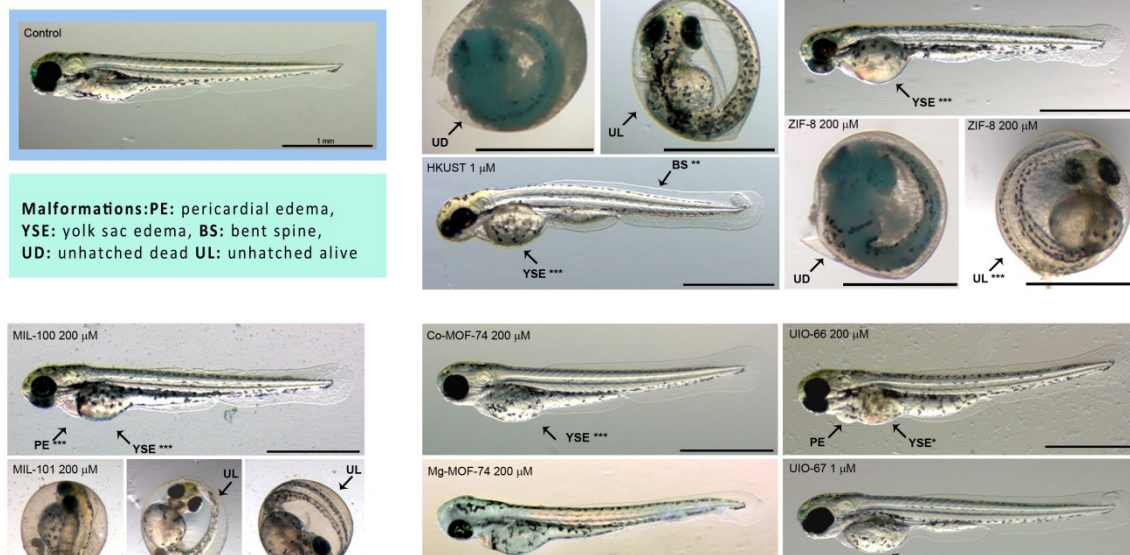 Control
1 mm
Malformations:PE: pericardial edema,
YSE: yolk sac edema, BS: bent spine,
UD: unhatched dead UL: unhatched alive
UD
UL
HKUST 1 µM
BS **
YSE ***
YSE ***
ZIF-8 200 µM
ZIF-8 200 µM
UD
UL ***
MIL-100 200 µM
PE ***
YSE ***
MIL-101 200 µM
UL
UL
Co-MOF-74 200 µM
YSE ***
Mg-MOF-74 200 µM
UIO-66 200 µM
PE
YSE*
UIO-67 1 µM